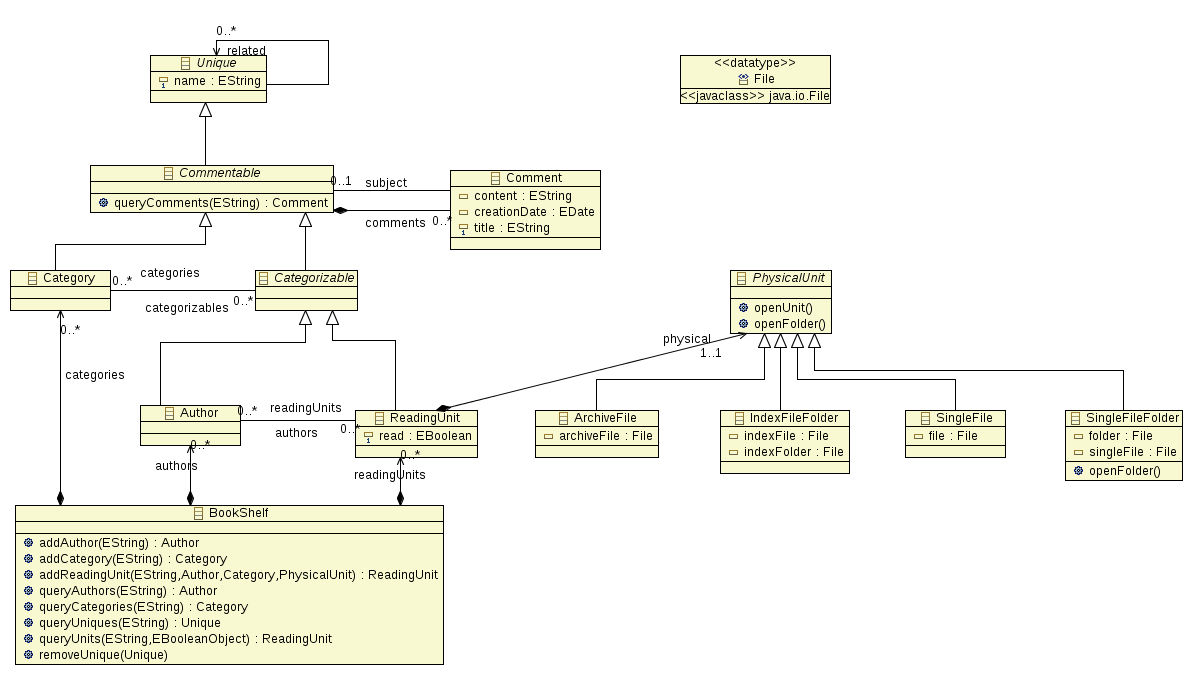 0..*
related
Unique
name : EString
<<datatype>>
File
<<javaclass>> java.io.File
Commentable
queryComments(EString) : Comment
0..1
subject
comments
0..*
Comment
content : EString
creationDate : EDate
title : EString
Category
0..*
categories
categorizables
0..*
Categorizable
PhysicalUnit
openUnit()
openFolder()
physical
1..1
0..*
categories
Author
0..*
readingUnits
authors
0..*
ReadingUnit
read : EBoolean
ArchiveFile
archiveFile : File
IndexFileFolder
indexFile : File
indexFolder : File
SingleFile
file : File
SingleFileFolder
folder : File
singleFile : File
openFolder()
0..*
authors
0..*
readingUnits
BookShelf
addAuthor(EString) : Author
addCategory(EString) : Category
addReadingUnit(EString,Author,Category,PhysicalUnit) : ReadingUnit
queryAuthors(EString) : Author
queryCategories(EString) : Category
queryUniques(EString) : Unique
queryUnits(EString,EBooleanObject) : ReadingUnit
removeUnique(Unique)